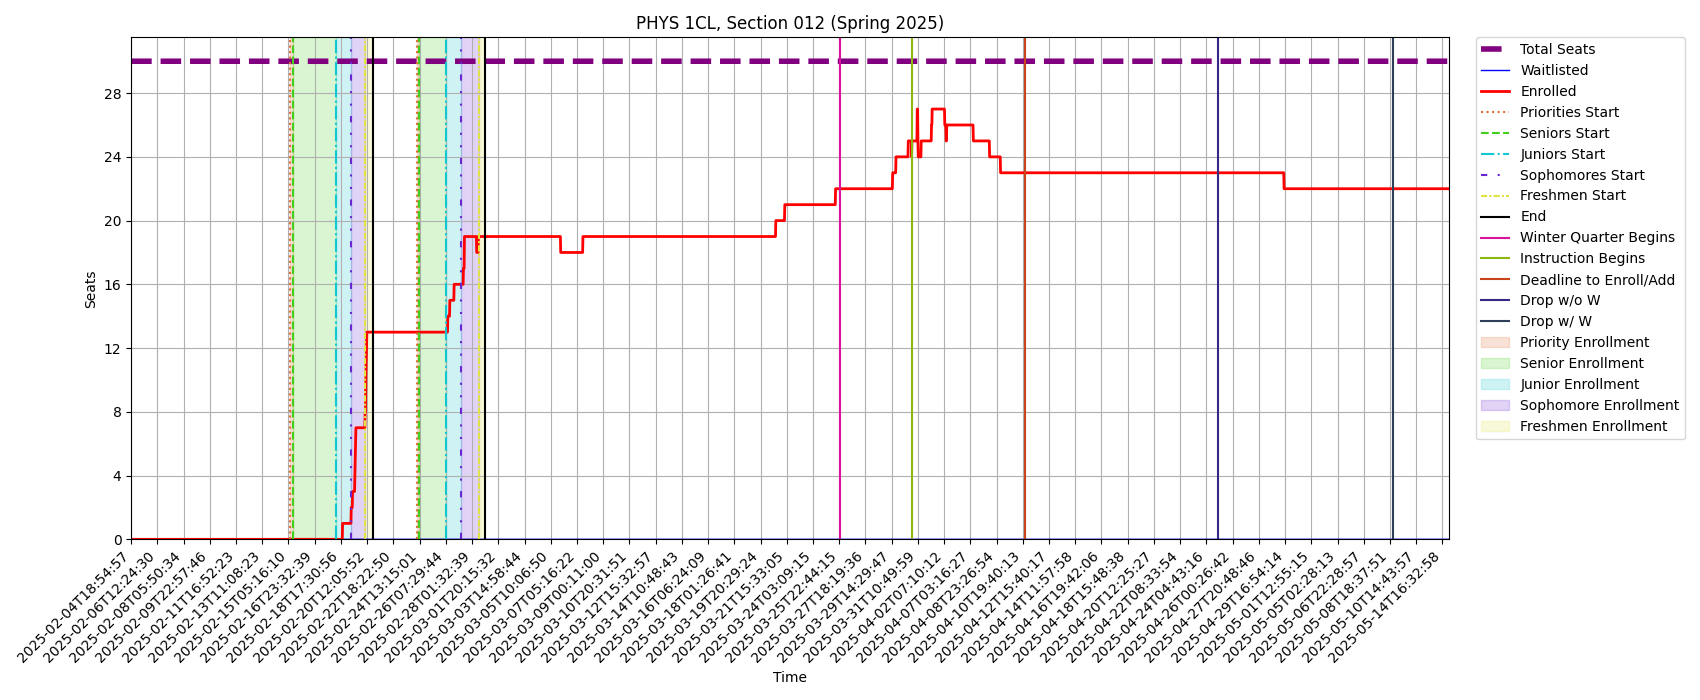 PHYS 1CL, Section 012 (Spring 2025)
Seats
28
24
20
16
12
8
4
0
2025-02-04T18:54:57
2025-02-06T12:24:30
2025-02-08T05:50:34
2025-02-09T22:57:46
2025-02-11T16:52:23
2025-02-13T11:08:23
2025-02-15T05:16:10
2025-02-16T23:32:39
2025-02-18T17:30:56
2025-02-20T12:05:52
2025-02-22T18:22:50
2025-02-24T13:15:01
2025-02-26T07:29:44
2025-02-28T01:32:39
2025-03-01T20:15:32
2025-03-03T14:58:44
2025-03-05T10:06:50
2025-03-07T05:16:22
2025-03-09T00:11:00
2025-03-10T20:31:51
2025-03-12T15:32:57
2025-03-14T10:48:43
2025-03-16T06:24:09
2025-03-18T01:26:41
2025-03-19T20:29:24
2025-03-21T15:33:05
2025-03-24T03:09:15
2025-03-25T22:44:15
2025-03-27T18:19:36
2025-03-29T14:29:47
2025-03-31T10:49:59
2025-04-02T07:10:12
2025-04-07T03:16:27
2025-04-08T23:26:54
2025-04-10T19:40:13
2025-04-12T15:40:17
2025-04-14T11:57:58
2025-04-16T19:42:06
2025-04-18T15:48:38
2025-04-20T12:25:27
2025-04-22T08:33:54
2025-04-24T04:43:16
2025-04-26T00:26:42
2025-04-27T20:48:46
2025-04-29T16:54:14
2025-05-01T12:55:15
2025-05-05T02:28:13
2025-05-06T22:28:57
2025-05-08T18:37:51
2025-05-10T14:43:57
2025-05-14T16:32:58
Time
Total Seats
Waitlisted
Enrolled
Priorities Start
Seniors Start
Juniors Start
Sophomores Start
Freshmen Start
End
Winter Quarter Begins
Instruction Begins
Deadline to Enroll/Add
Drop w/o W
Drop w/ W
Priority Enrollment
Senior Enrollment
Junior Enrollment
Sophomore Enrollment
Freshmen Enrollment